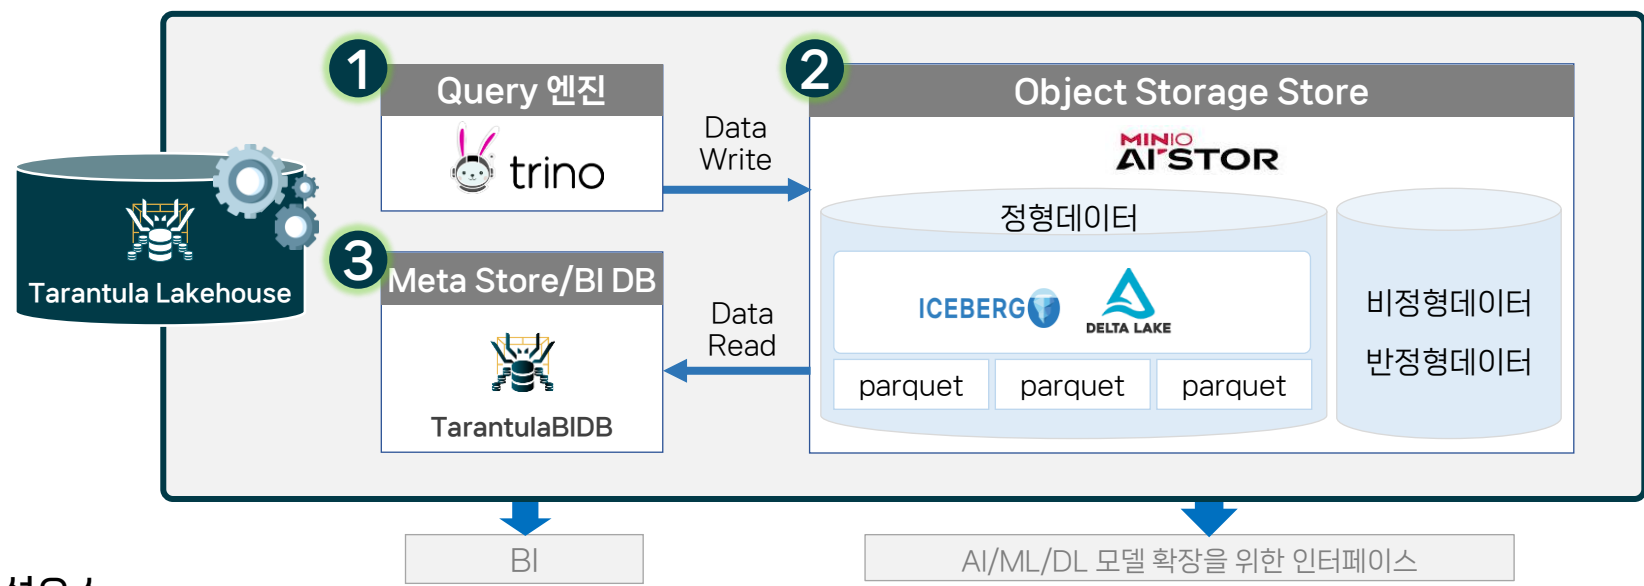 1
Query 엔진
trino
Data
Write
2
Object Storage Store
MINIO
AISTOR
정형데이터
ICEBERG
DELTA LAKE
parquet
parquet
parquet
비정형데이터
반정형데이터
Tarantula Lakehouse
3
Meta Store/BI DB
TarantulaBIDB
Data
Read
BI
AI/ML/DL 모델 확장을 위한 인터페이스